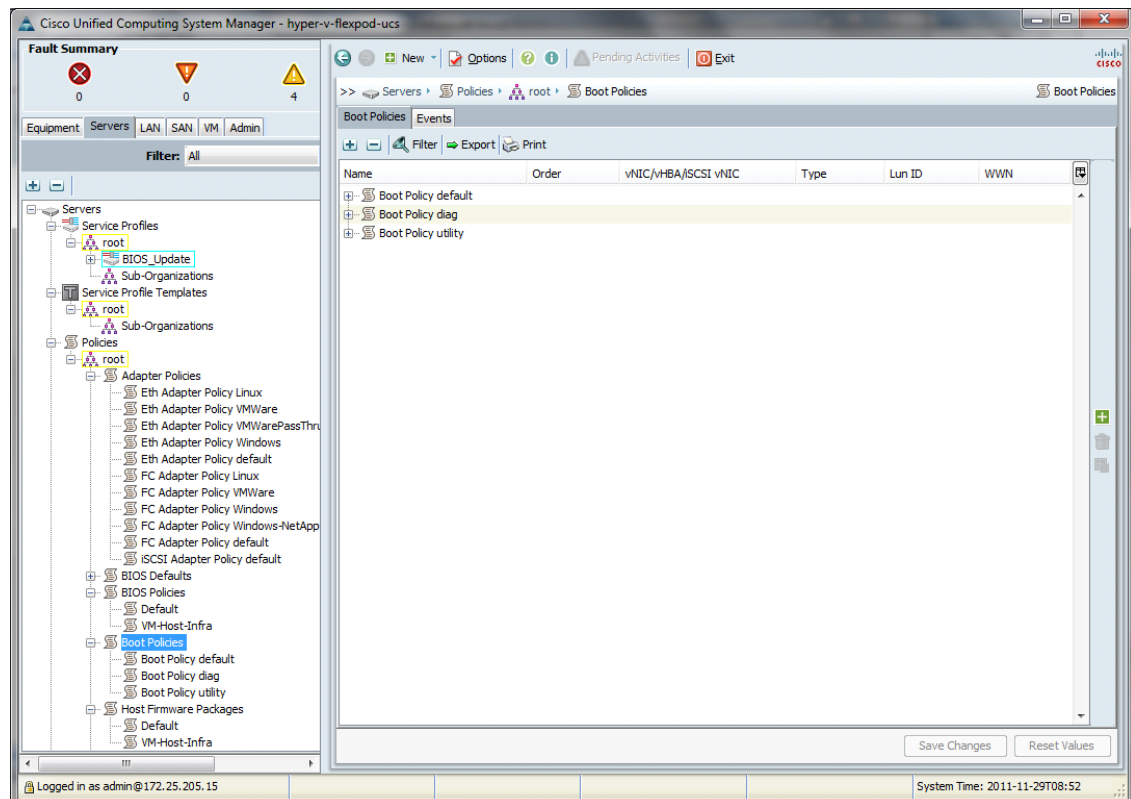 Cisco Unified Computing System Manager - hyper-v-flexpod-ucs
Fault Summary
0 0 4
Equipment Servers LAN SAN VM Admin
Filter: All
Servers
Service Profiles
root
BIOS_Update
Sub-Organizations
Service Profile Templates
root
Sub-Organizations
Policies
root
Adapter Policies
Eth Adapter Policy Linux
Eth Adapter Policy VMWare
Eth Adapter Policy VMWarePassThru
Eth Adapter Policy Windows
Eth Adapter Policy default
FC Adapter Policy Linux
FC Adapter Policy VMWare
FC Adapter Policy Windows
FC Adapter Policy Windows-NetApp
FC Adapter Policy default
iSCSI Adapter Policy default
BIOS Defaults
BIOS Policies
Default
VM-Host-Infra
Boot Policies
Boot Policy default
Boot Policy diag
Boot Policy utility
Host Firmware Packages
Default
VM-Host-Infra
New Options Pending Activities Exit
cisco
>> Servers Policies root Boot Policies Boot Policies
Boot Policies Events
Filter Export Print
Name Order vNIC/vHBA/iSCSI vNIC Type Lun ID WWN
Boot Policy default
Boot Policy diag
Boot Policy utility
Save Changes Reset Values
Logged in as admin@172.25.205.15 System Time: 2011-11-29T08:52